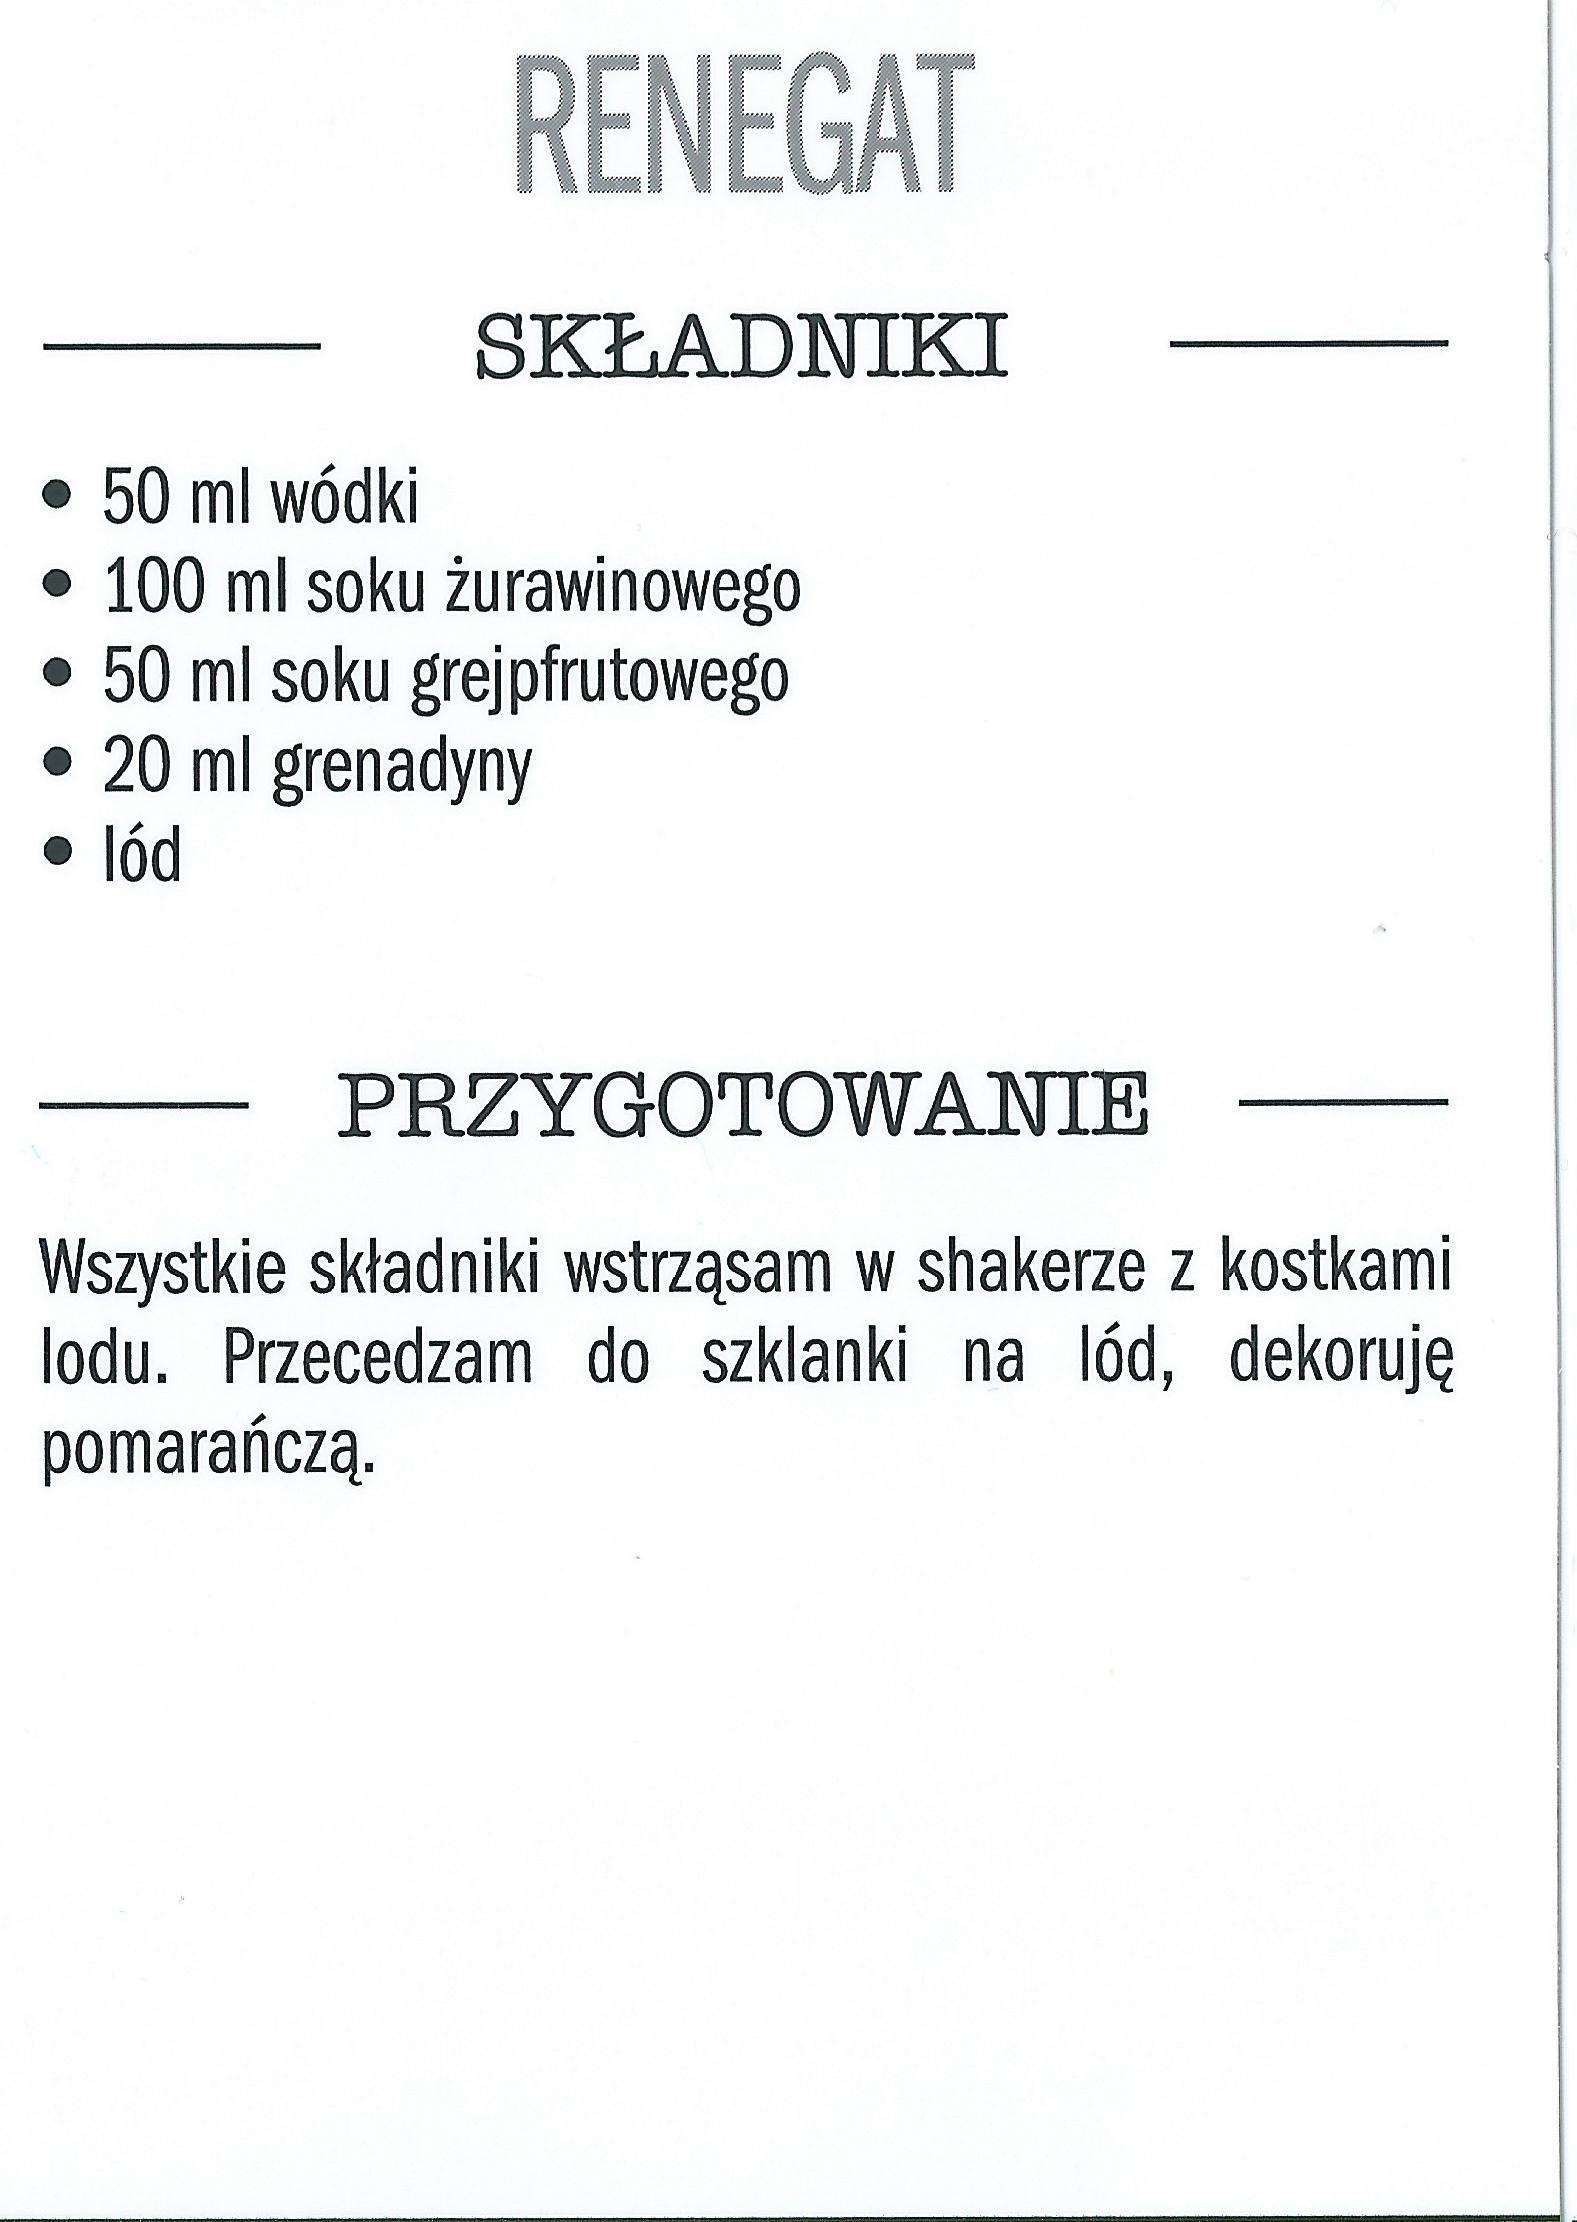 RENEGAT
SKŁADNIKI
• 50 ml wódki
• 100 ml soku żurawinowego
• 50 ml soku grejpfrutowego
• 20 ml grenadyny
• lód
PRZYGOTOWANIE
Wszystkie składniki wstrząsam w shakerze z kostkami
lodu. Przecedzam do szklanki na lód, dekoruję
pomarańczą.